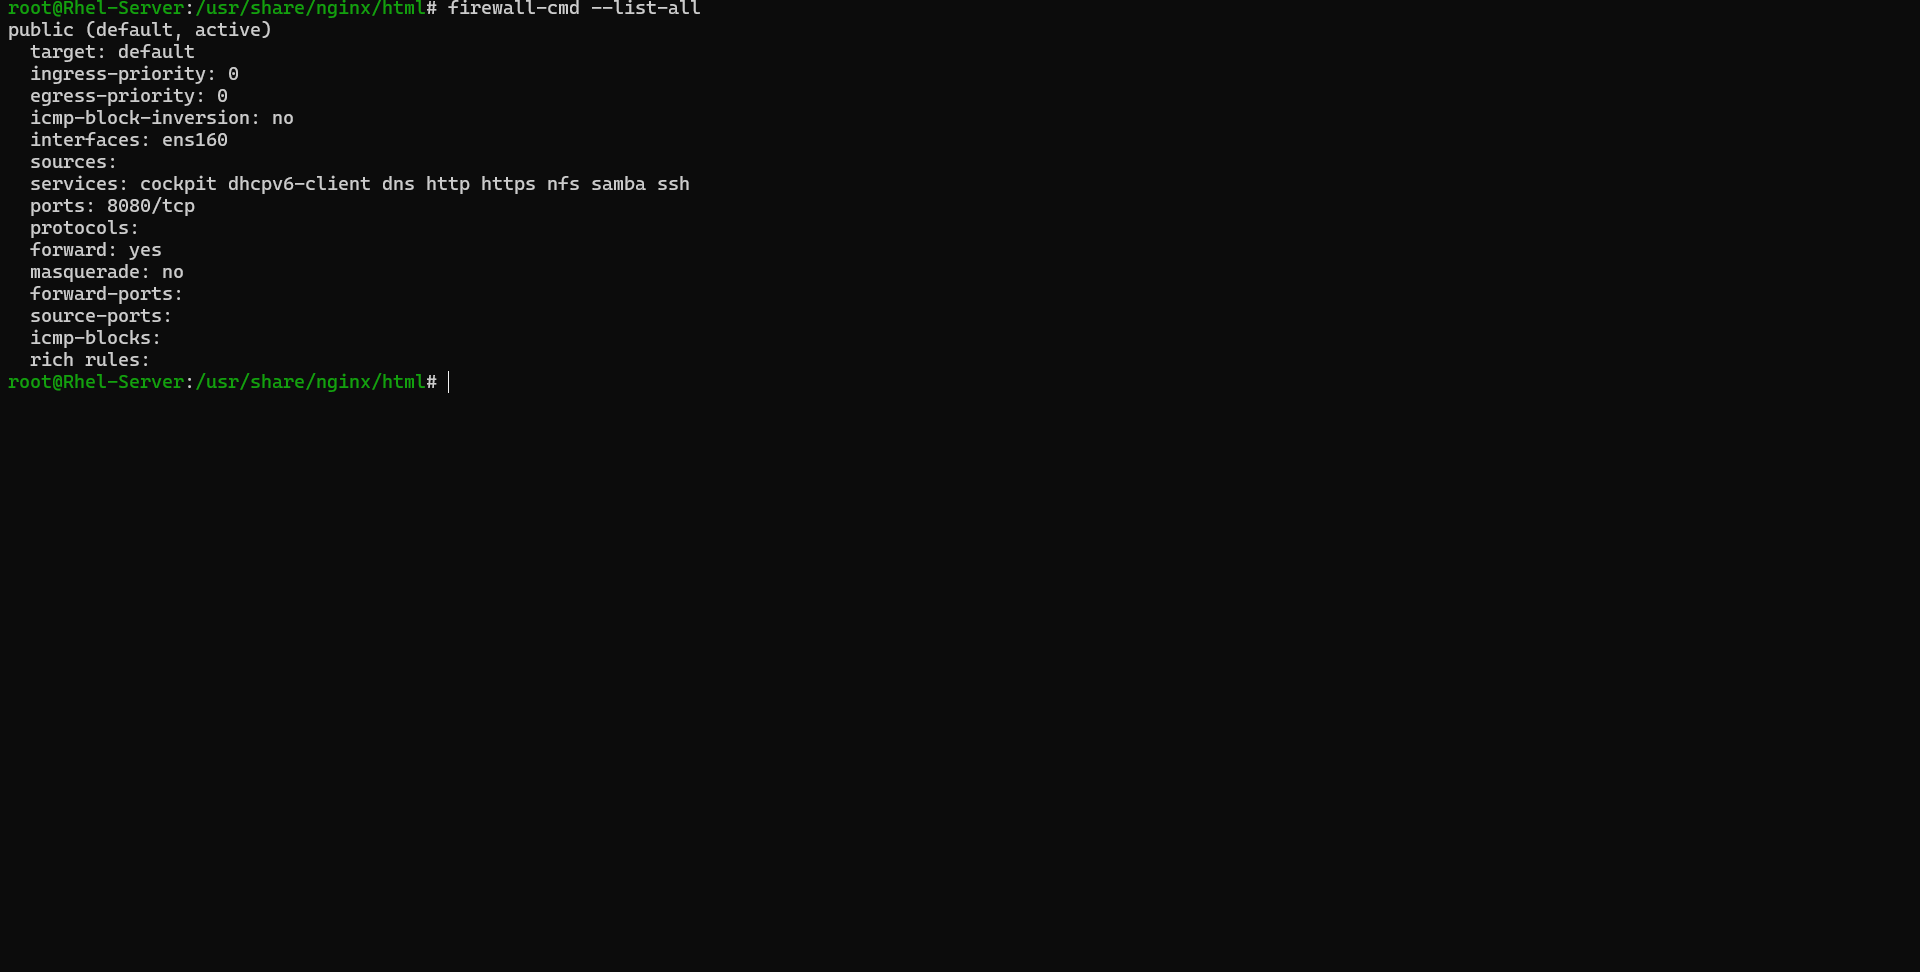 root@Rhel-Server:/usr/share/nginx/html# firewall-cmd --list-all
public (default, active)
  target: default
  ingress-priority: 0
  egress-priority: 0
  icmp-block-inversion: no
  interfaces: ens160
  sources:
  services: cockpit dhcpv6-client dns http https nfs samba ssh
  ports: 8080/tcp
  protocols:
  forward: yes
  masquerade: no
  forward-ports:
  source-ports:
  icmp-blocks:
  rich rules:
root@Rhel-Server:/usr/share/nginx/html#